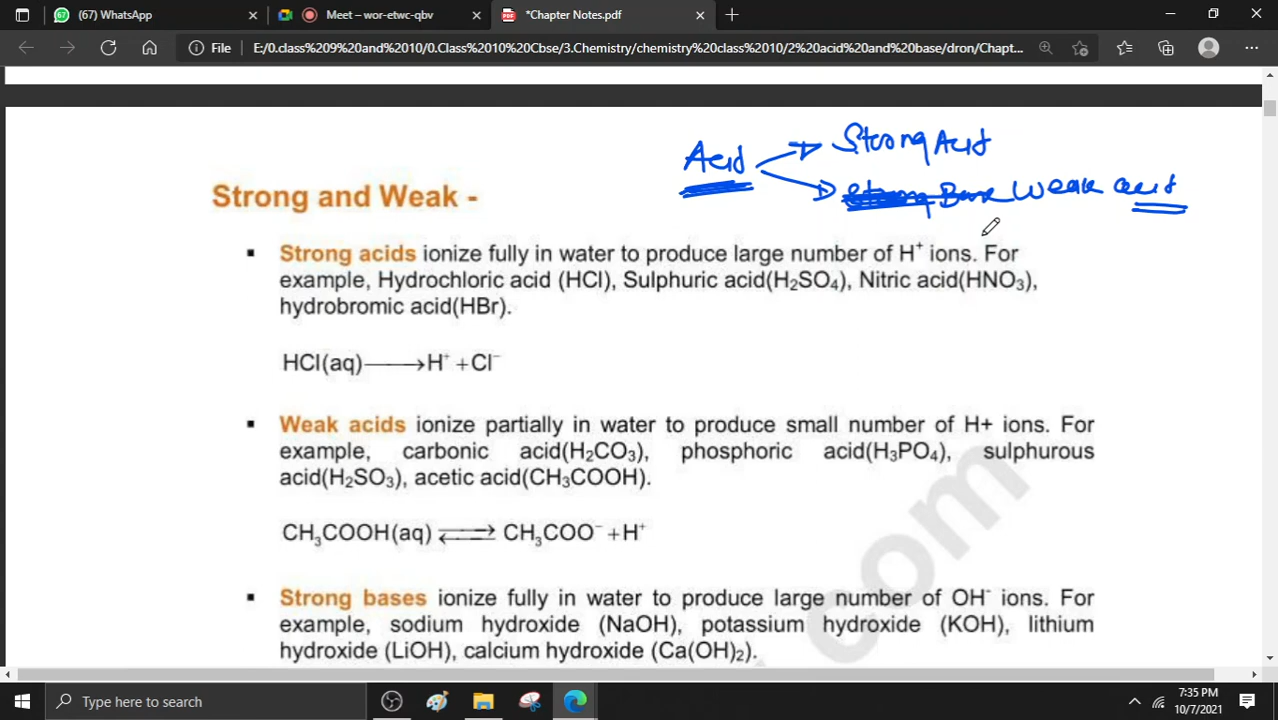 (67) WhatsApp
Meet – wor-etwc-qbv
*Chapter Notes.pdf
File
E:/0.class%209%20and%2010/0.Class%2010%20Cbse/3.Chemistry/chemistry%20class%2010/2%20acid%20and%20base/dron/Chapt...
Acid
Strong Acid
Strong Base Weak acid
Strong and Weak -
▪ Strong acids ionize fully in water to produce large number of H⁺ ions. For
example, Hydrochloric acid (HCl), Sulphuric acid(H₂SO₄), Nitric acid(HNO₃),
hydrobromic acid(HBr).
HCl(aq)⟶H⁺+Cl⁻
▪ Weak acids ionize partially in water to produce small number of H+ ions. For
example, carbonic acid(H₂CO₃), phosphoric acid(H₃PO₄), sulphurous
acid(H₂SO₃), acetic acid(CH₃COOH).
CH₃COOH(aq) ⇌ CH₃COO⁻+H⁺
▪ Strong bases ionize fully in water to produce large number of OH⁻ ions. For
example, sodium hydroxide (NaOH), potassium hydroxide (KOH), lithium
hydroxide (LiOH), calcium hydroxide (Ca(OH)₂).
.com
Type here to search
7:35 PM
10/7/2021